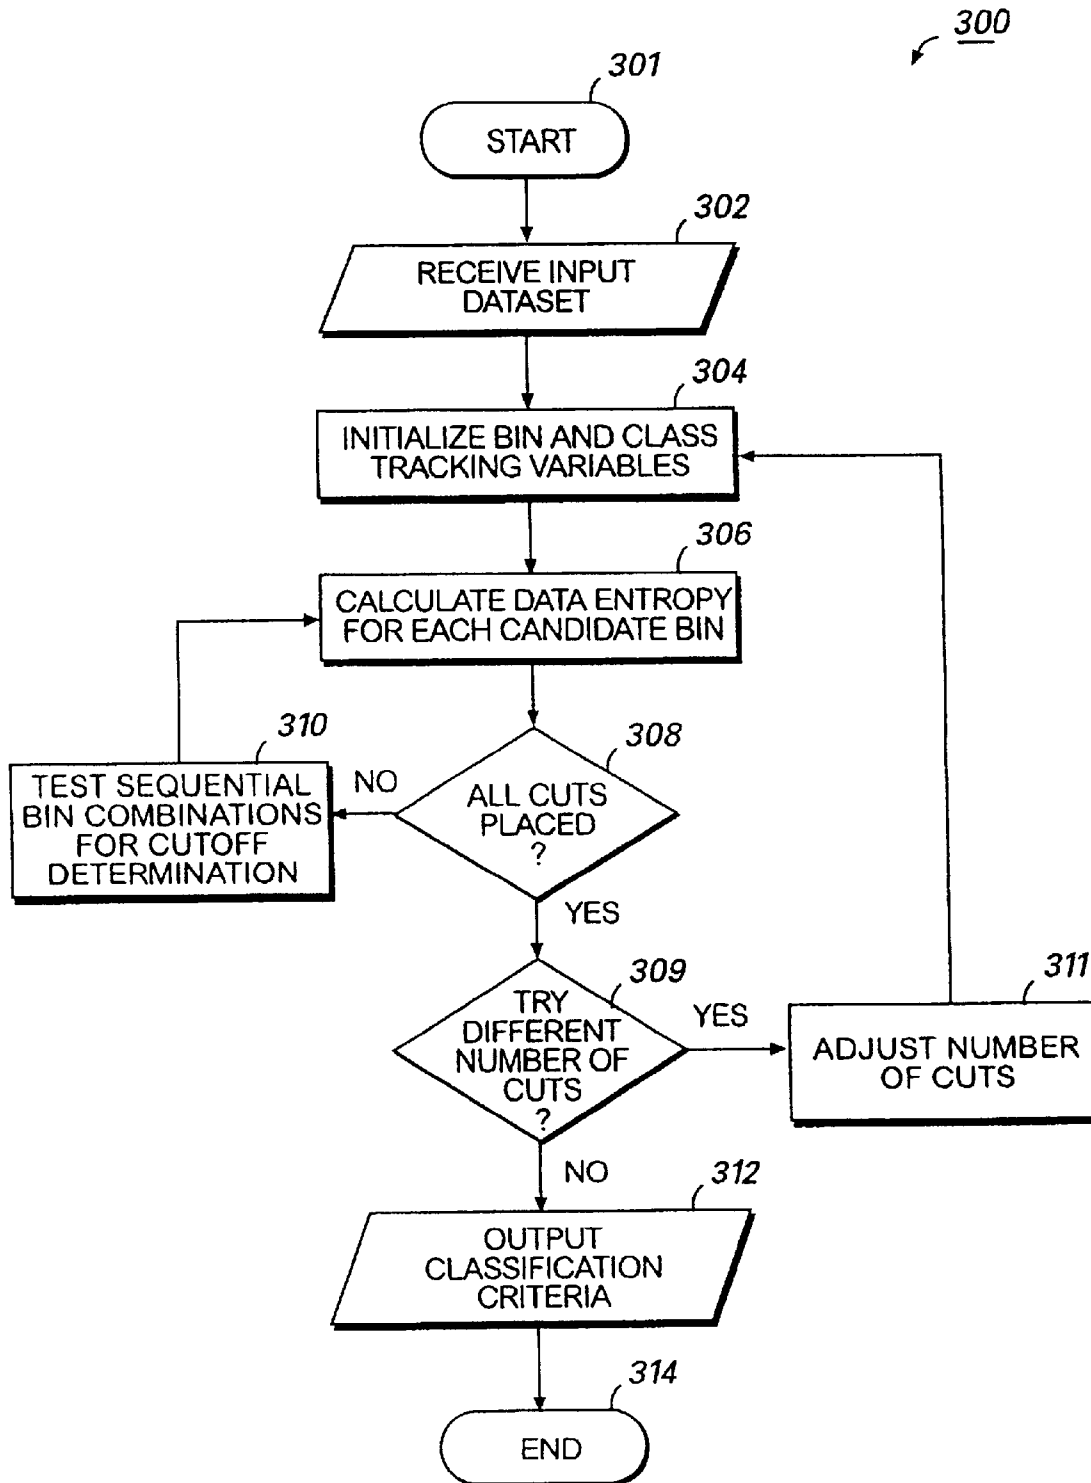 300
301
START
302
RECEIVE INPUT
DATASET
304
INITIALIZE BIN AND CLASS
TRACKING VARIABLES
306
CALCULATE DATA ENTROPY
FOR EACH CANDIDATE BIN
308
ALL CUTS
PLACED
?
NO
310
TEST SEQUENTIAL
BIN COMBINATIONS
FOR CUTOFF
DETERMINATION
YES
309
TRY
DIFFERENT
NUMBER OF
CUTS
?
YES
311
ADJUST NUMBER
OF CUTS
NO
312
OUTPUT
CLASSIFICATION
CRITERIA
314
END